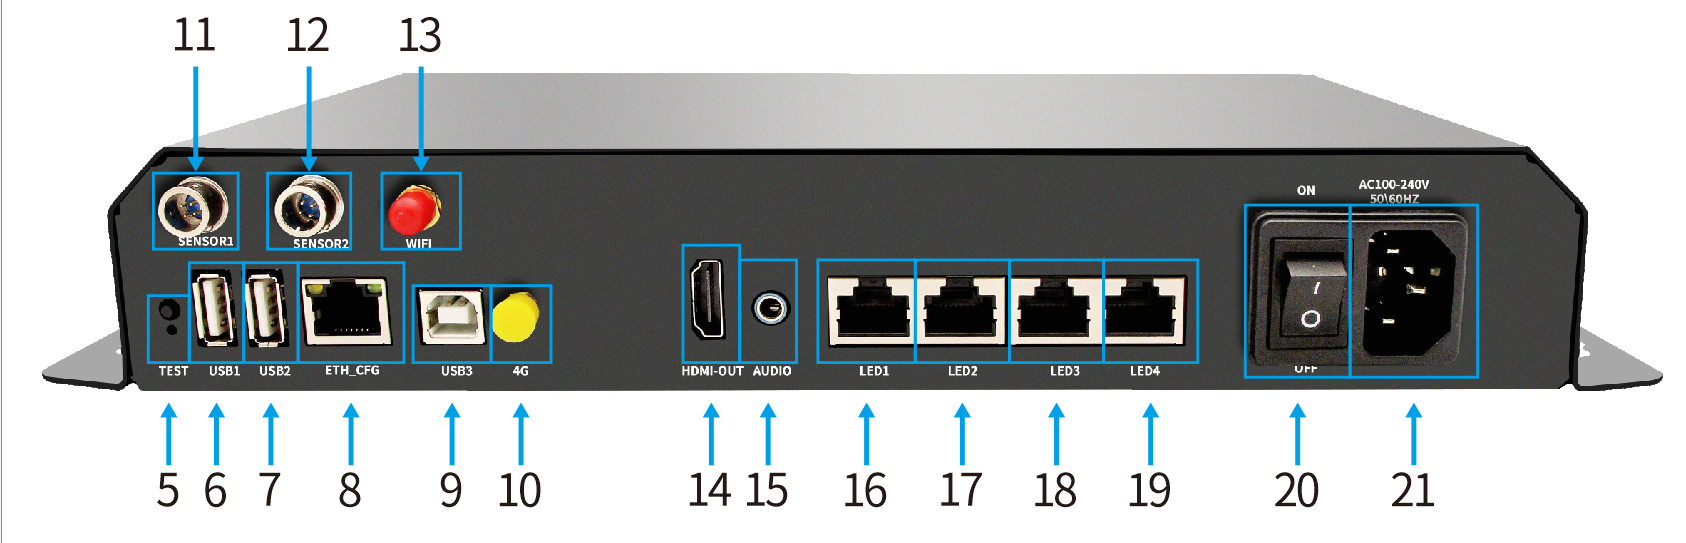 11 12 13
ON AC100-240V
50\60HZ
SENSOR1 SENSOR2 WIFI
TEST USB1 USB2 ETH_CFG USB3 4G HDMI-OUT AUDIO LED1 LED2 LED3 LED4 OFF
5 6 7 8 9 10 14 15 16 17 18 19 20 21